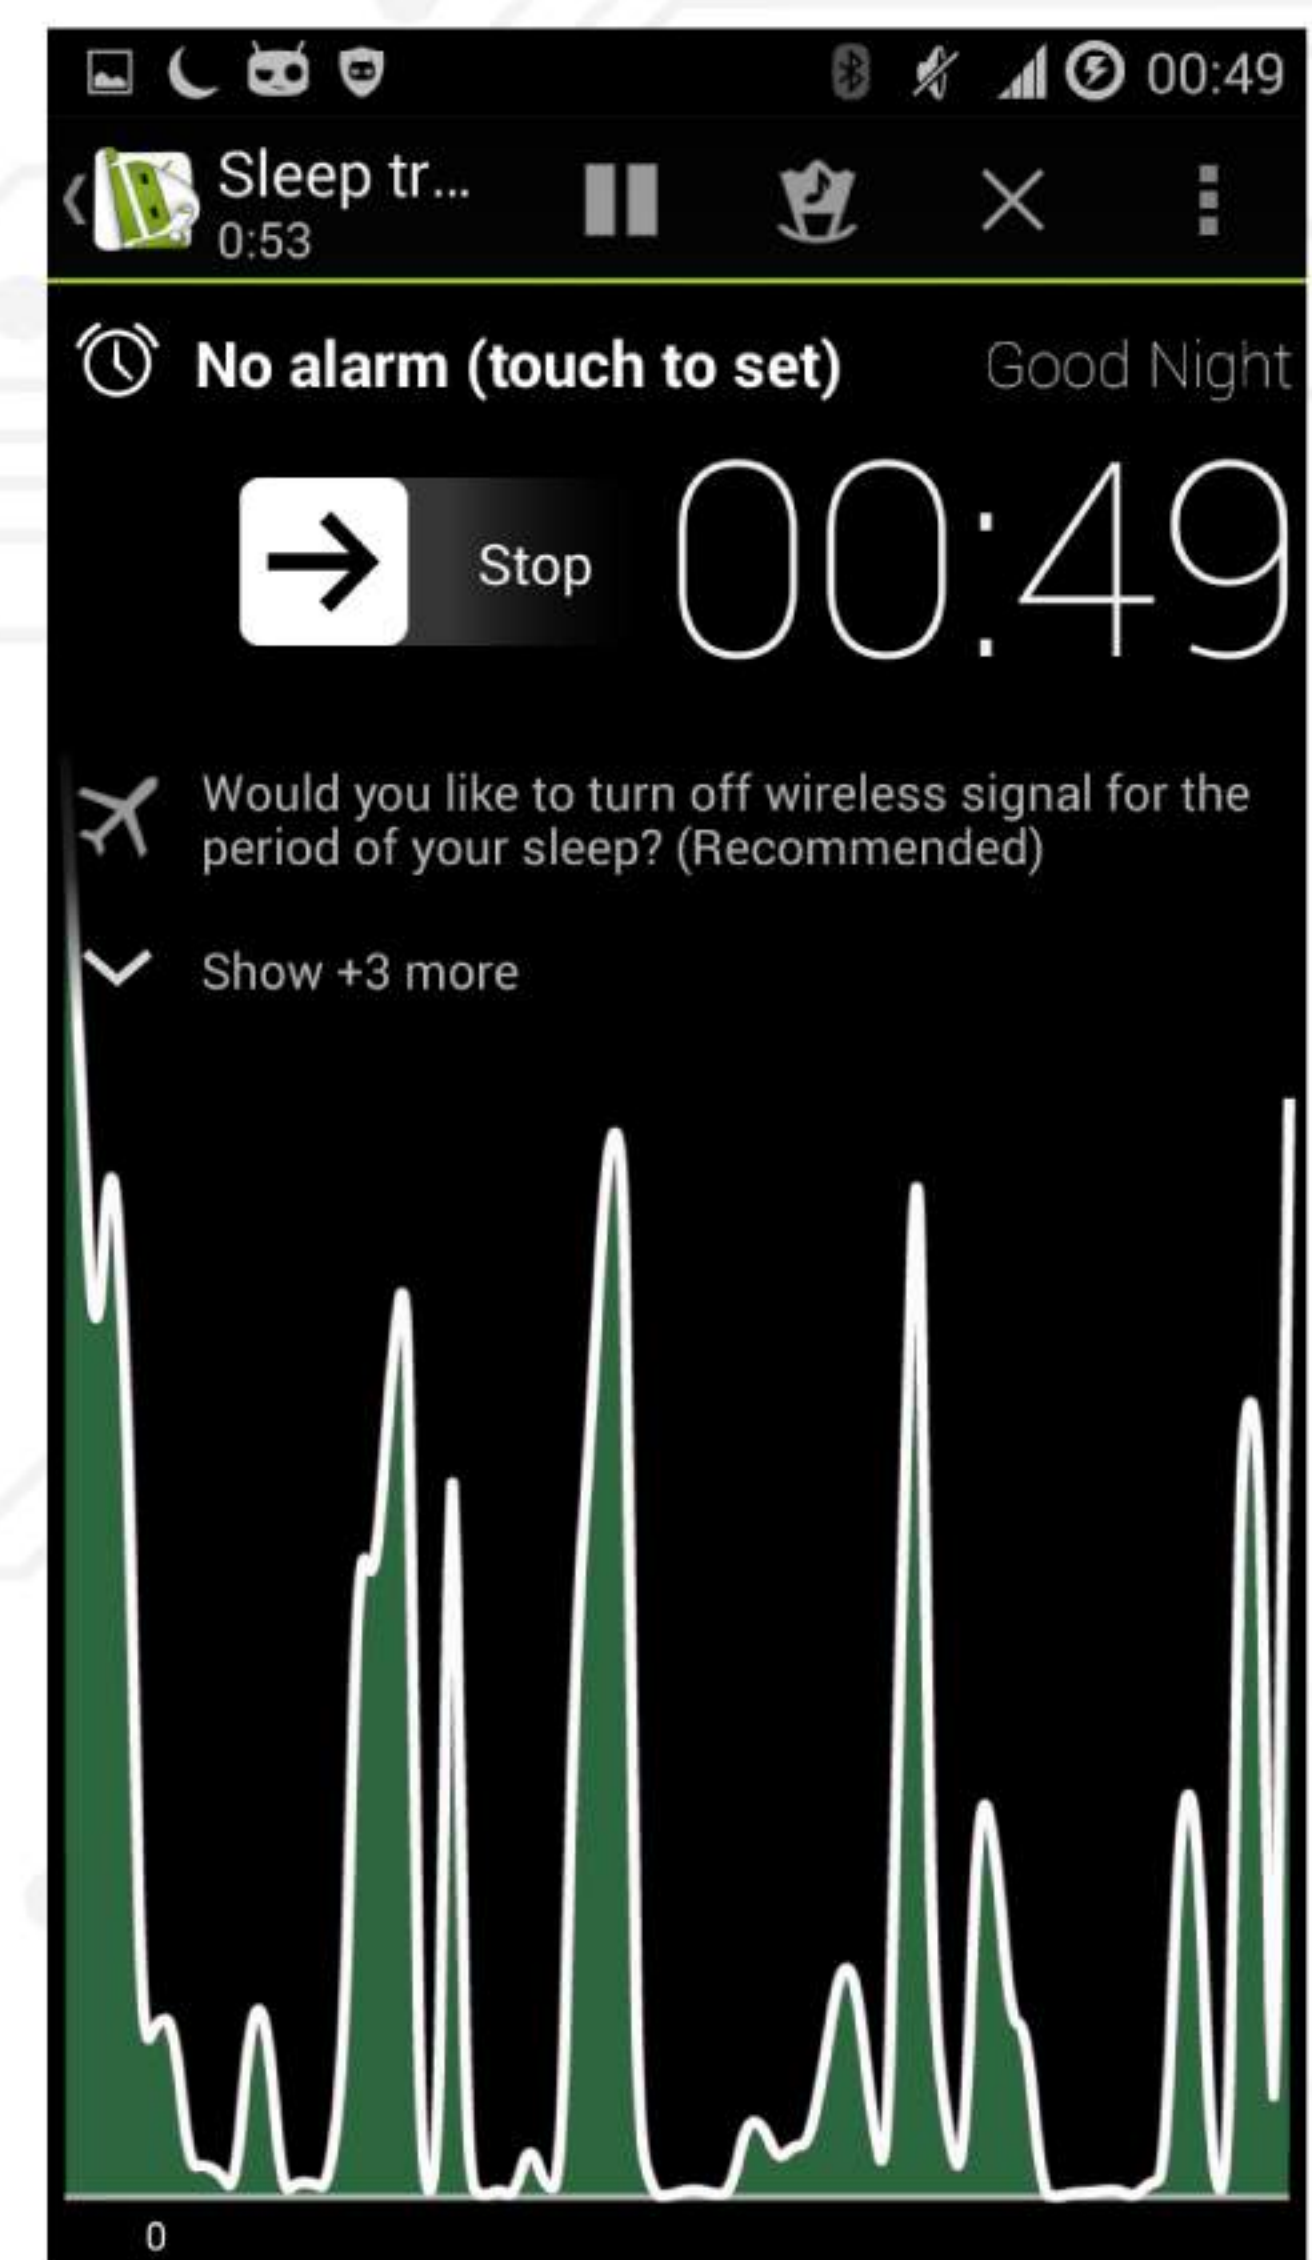 00:49
Sleep tr...
0:53
No alarm (touch to set)
Good Night
Stop
00:49
Would you like to turn off wireless signal for the
period of your sleep? (Recommended)
Show +3 more
0